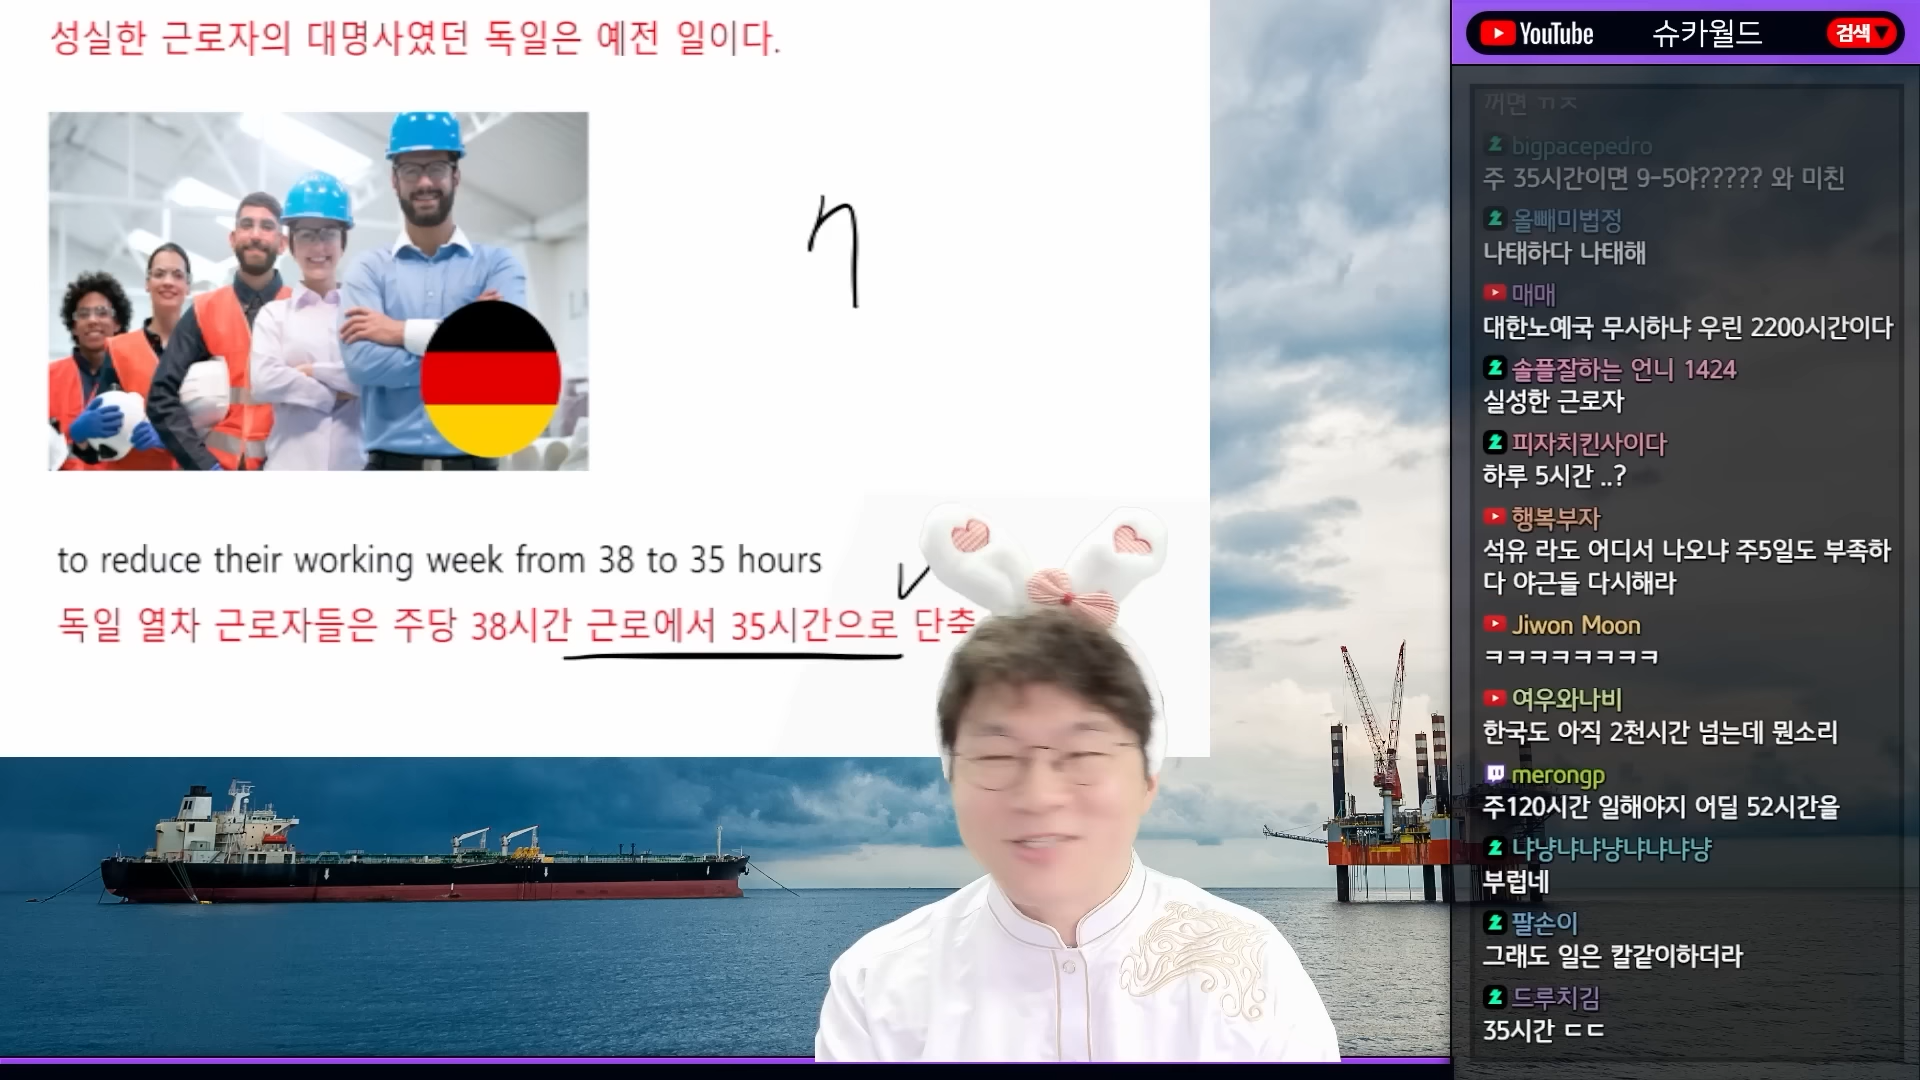 성실한 근로자의 대명사였던 독일은 예전 일이다.
7
to reduce their working week from 38 to 35 hours
독일 열차 근로자들은 주당 38시간 근로에서 35시간으로 단축
YouTube 슈카월드 검색
꺼면 ㄲㅈ
bigpacepedro
주 35시간이면 9-5야????? 와 미친
올빼미법정
나태하다 나태해
매매
대한노예국 무시하냐 우린 2200시간이다
솔플잘하는 언니 1424
실성한 근로자
피자치킨사이다
하루 5시간 ..?
행복부자
석유 라도 어디서 나오냐 주5일도 부족하
다 야근들 다시해라
Jiwon Moon
ㅋㅋㅋㅋㅋㅋㅋㅋ
여우와나비
한국도 아직 2천시간 넘는데 뭔소리
merongp
주120시간 일해야지 어딜 52시간을
냐냥냐냐냥냐냐냐냥
부럽네
팔손이
그래도 일은 칼같이하더라
드루치김
35시간 ㄷㄷ